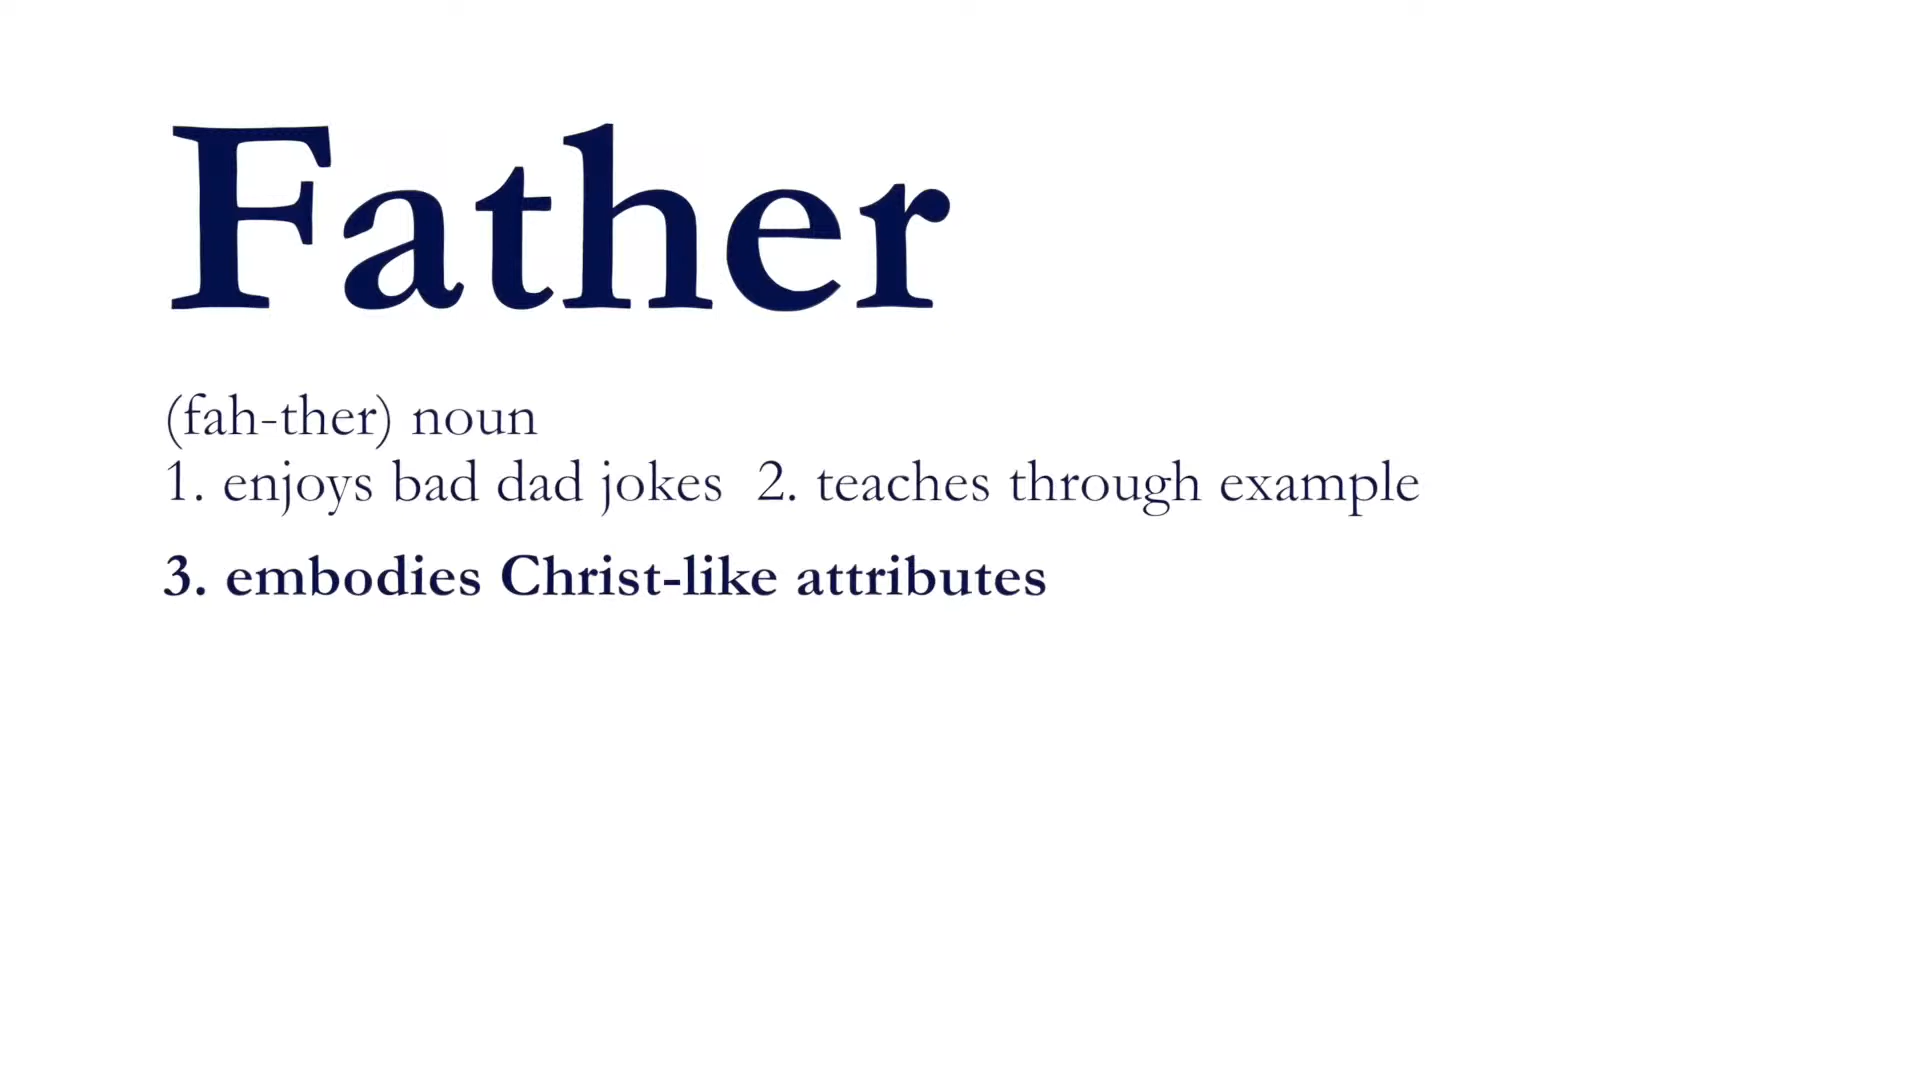 Father
(fah-ther) noun
1. enjoys bad dad jokes  2. teaches through example
3. embodies Christ-like attributes